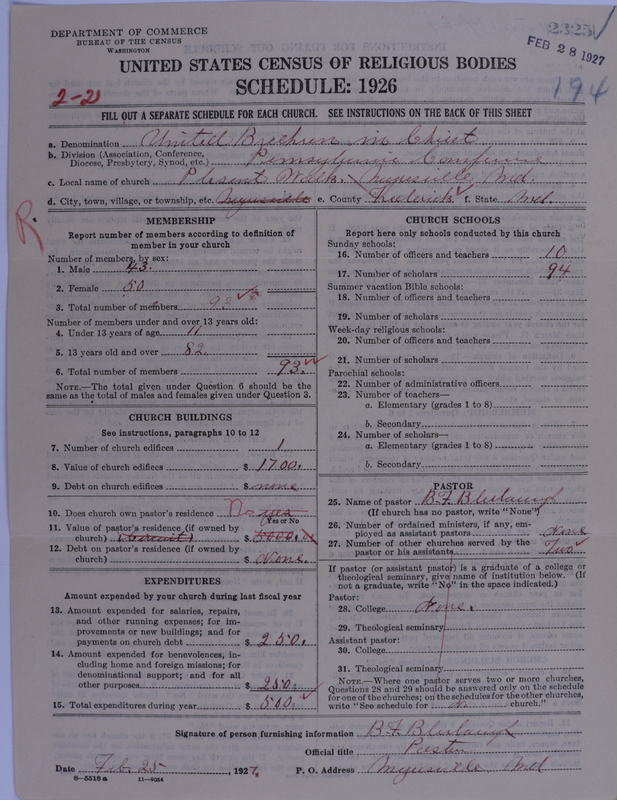 DEPARTMENT OF COMMERCE
BUREAU OF THE CENSUS
WASHINGTON
FEB 28 1927
UNITED STATES CENSUS OF RELIGIOUS BODIES
SCHEDULE: 1926
2-2
194
FILL OUT A SEPARATE SCHEDULE FOR EACH CHURCH. SEE INSTRUCTIONS ON THE BACK OF THIS SHEET
a. Denomination United Brethren in Christ
b. Division (Association, Conference, Diocese, Presbytery, Synod, etc.) Pennsylvania Conference
c. Local name of church Plesent Walk. Myersville, Md.
d. City, town, village, or township, etc. Myersville e. County Frederick f. State Md.
R
MEMBERSHIP
Report number of members according to definition of
member in your church
Number of members, by sex:
1. Male 43.
2. Female 50
3. Total number of members 93
Number of members under and over 13 years old:
4. Under 13 years of age 11
5. 13 years old and over 82.
6. Total number of members 93.
NOTE.—The total given under Question 6 should be the
same as the total of males and females given under Question 3.
CHURCH BUILDINGS
See instructions, paragraphs 10 to 12
7. Number of church edifices 1
8. Value of church edifices $ 1700.
9. Debt on church edifices $ none
10. Does church own pastor's residence No yes
Yes or No
11. Value of pastor's residence (if owned by
church) $ 5000.
12. Debt on pastor's residence (if owned by
church) $ None.
EXPENDITURES
Amount expended by your church during last fiscal year
13. Amount expended for salaries, repairs,
and other running expenses; for im-
provements or new buildings; and for
payments on church debt $ 250.
14. Amount expended for benevolences, in-
cluding home and foreign missions; for
denominational support; and for all
other purposes $ 250.
15. Total expenditures during year $ 500.
CHURCH SCHOOLS
Report here only schools conducted by this church
Sunday schools:
16. Number of officers and teachers 10
17. Number of scholars 94
Summer vacation Bible schools:
18. Number of officers and teachers
19. Number of scholars
Week-day religious schools:
20. Number of officers and teachers
21. Number of scholars
Parochial schools:
22. Number of administrative officers
23. Number of teachers—
a. Elementary (grades 1 to 8)
b. Secondary
24. Number of scholars—
a. Elementary (grades 1 to 8)
b. Secondary
PASTOR
25. Name of pastor B.F. Blubaugh
(If church has no pastor, write "None")
26. Number of ordained ministers, if any, em-
ployed as assistant pastors None
27. Number of other churches served by the
pastor or his assistants Two
If pastor (or assistant pastor) is a graduate of a college or
theological seminary, give name of institution below. (If
not a graduate, write "No" in the space indicated.)
Pastor:
28. College None.
29. Theological seminary
Assistant pastor:
30. College
31. Theological seminary
NOTE.—Where one pastor serves two or more churches,
Questions 28 and 29 should be answered only on the schedule
for one of the churches; on the schedules for the other churches,
write "See schedule for church."
Signature of person furnishing information B.F. Blubaugh
Official title Pastor
Date Feb. 25, 1927. P. O. Address Myersville Md
8-5518a 11-9054